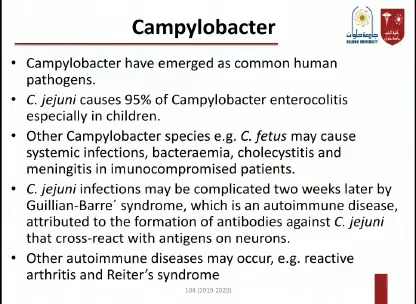 Campylobacter
جامعة حلوان
HELWAN UNIVERSITY
• Campylobacter have emerged as common human
pathogens.
• C. jejuni causes 95% of Campylobacter enterocolitis
especially in children.
• Other Campylobacter species e.g. C. fetus may cause
systemic infections, bacteraemia, cholecystitis and
meningitis in imunocompromised patients.
• C. jejuni infections may be complicated two weeks later by
Guillian-Barre´ syndrome, which is an autoimmune disease,
attributed to the formation of antibodies against C. jejuni
that cross-react with antigens on neurons.
• Other autoimmune diseases may occur, e.g. reactive
arthritis and Reiter’s syndrome
104 (2019-2020)